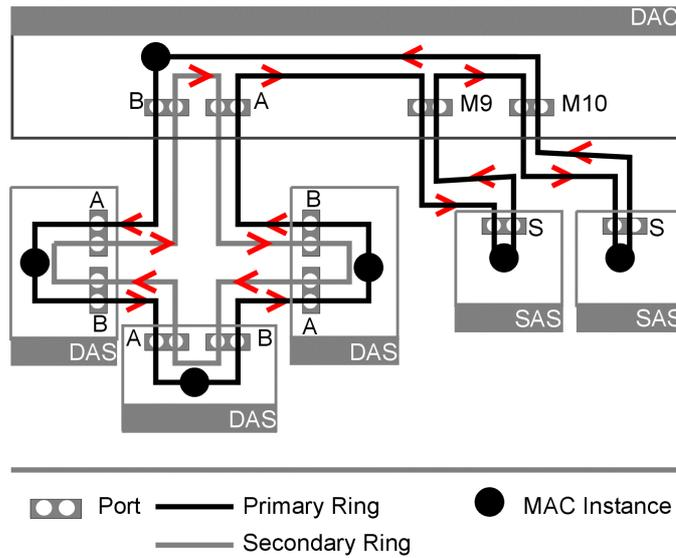 DAC
B A M9 M10
A B S S
B A SAS SAS
DAS A B DAS
DAS
Port Primary Ring MAC Instance
Secondary Ring